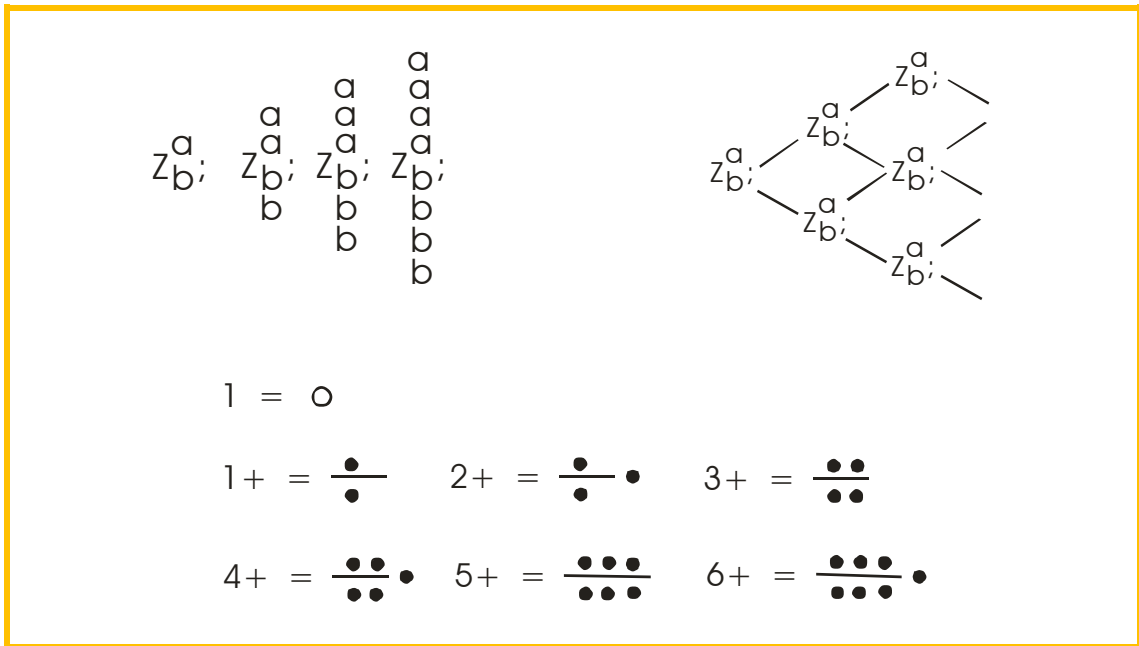 a
a a
a a a
a a a a
Z b ; Z b ; Z b ; Z b ;
b b b
b b
b
Z a b ;
Z a b ; Z a b ;
Z a b ; Z a b ; Z a b ;
1 = o
1+ = •/• 2+ = •/• • 3+ = ••/••
4+ = ••/•• • 5+ = •••/••• 6+ = •••/••• •